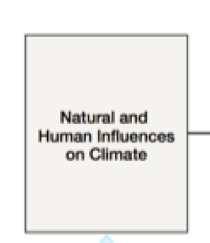 Natural and
Human Influences
on Climate